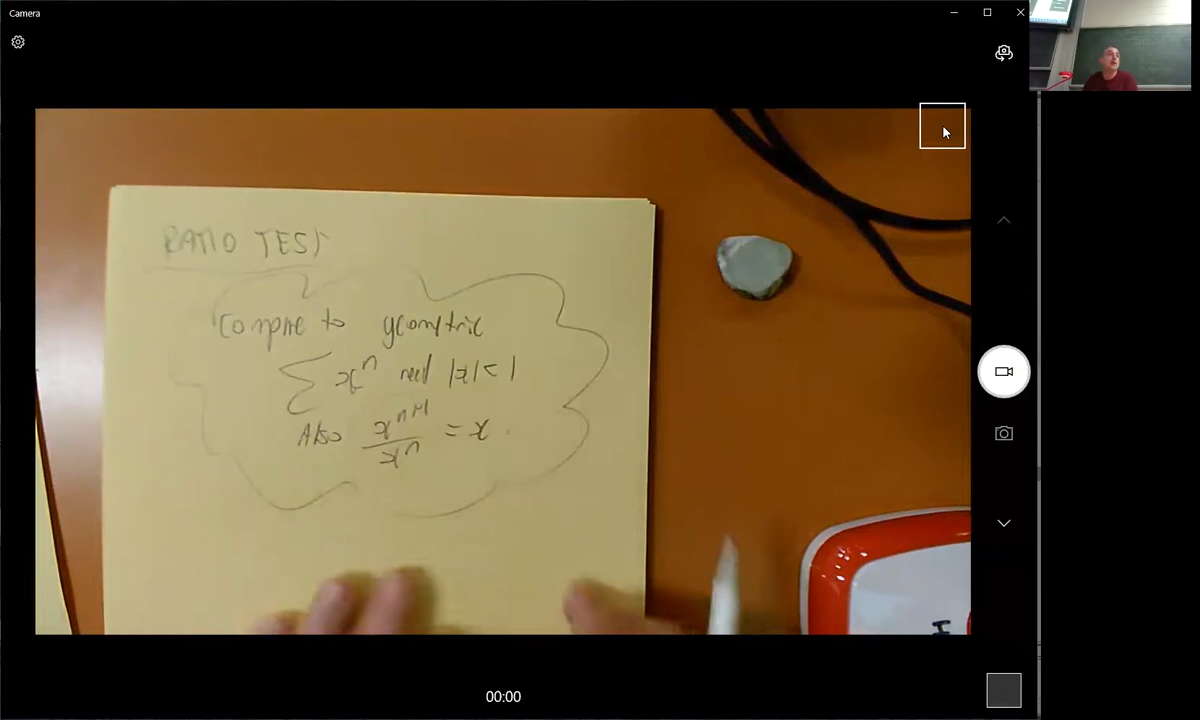 Camera
RATIO TEST
Compare to geometric
∑ xⁿ need |x| < 1
Also xⁿ⁺¹ / xⁿ = x.
H
00:00